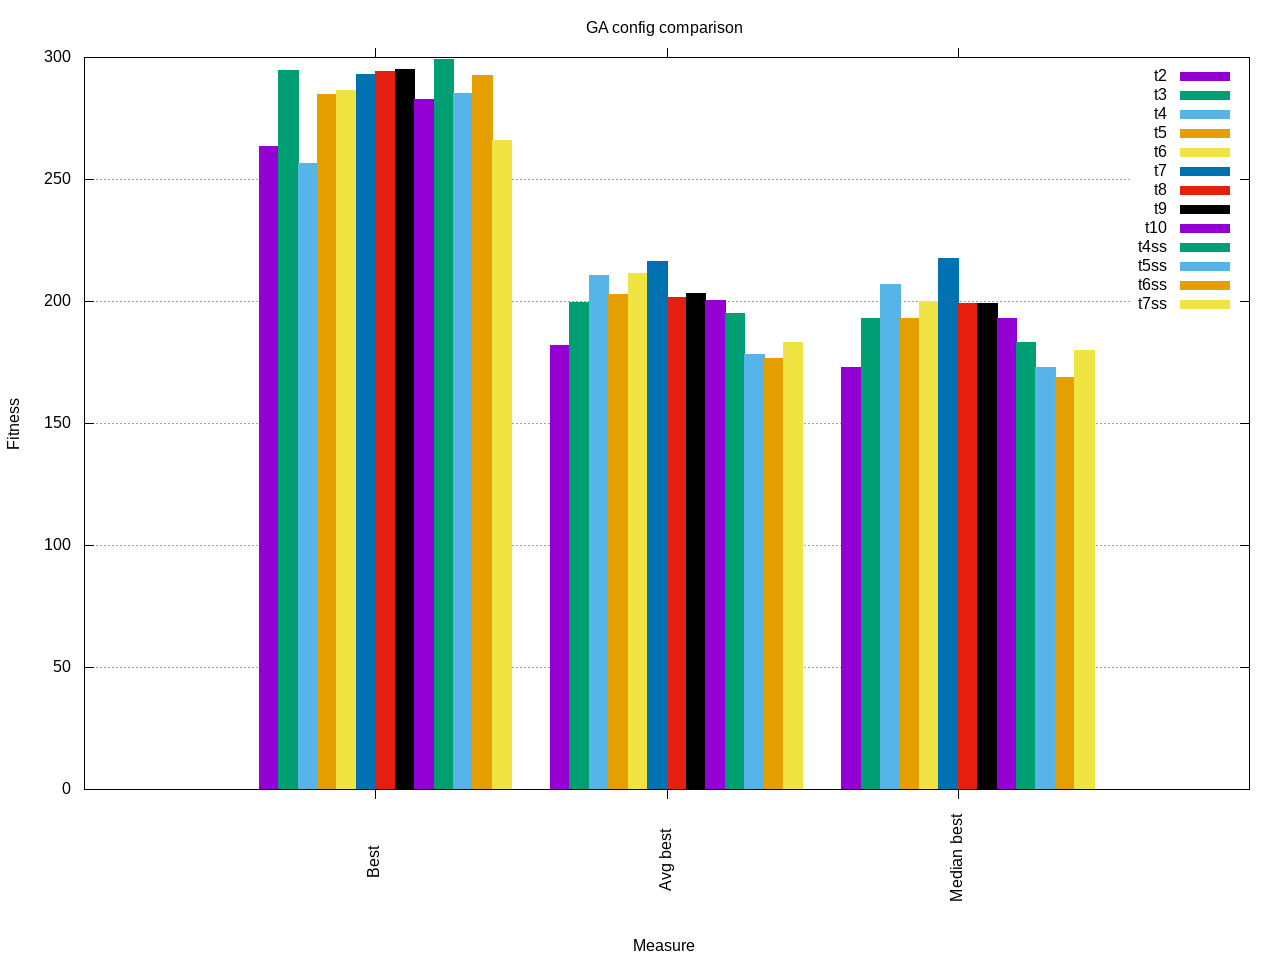 GA config comparison
300
250
200
150
100
50
0
Fitness
t2
t3
t4
t5
t6
t7
t8
t9
t10
t4ss
t5ss
t6ss
t7ss
Best
Avg best
Median best
Measure